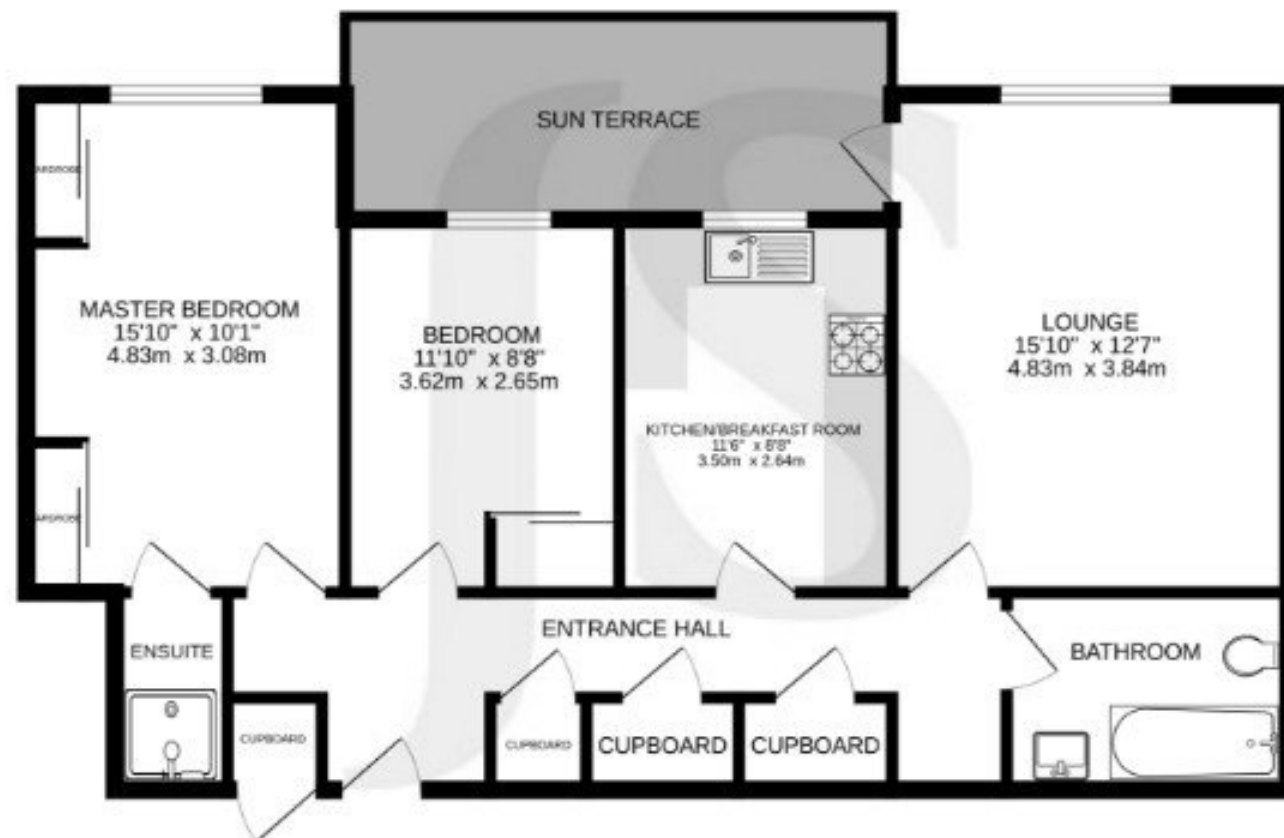 SUN TERRACE
MASTER BEDROOM
15'10" x 10'1"
4.83m x 3.08m
BEDROOM
11'10" x 8'8"
3.62m x 2.65m
KITCHEN/BREAKFAST ROOM
11'6" x 8'8"
3.50m x 2.64m
LOUNGE
15'10" x 12'7"
4.83m x 3.84m
ENSUITE
ENTRANCE HALL
BATHROOM
CUPBOARD
CUPBOARD
CUPBOARD
CUPBOARD